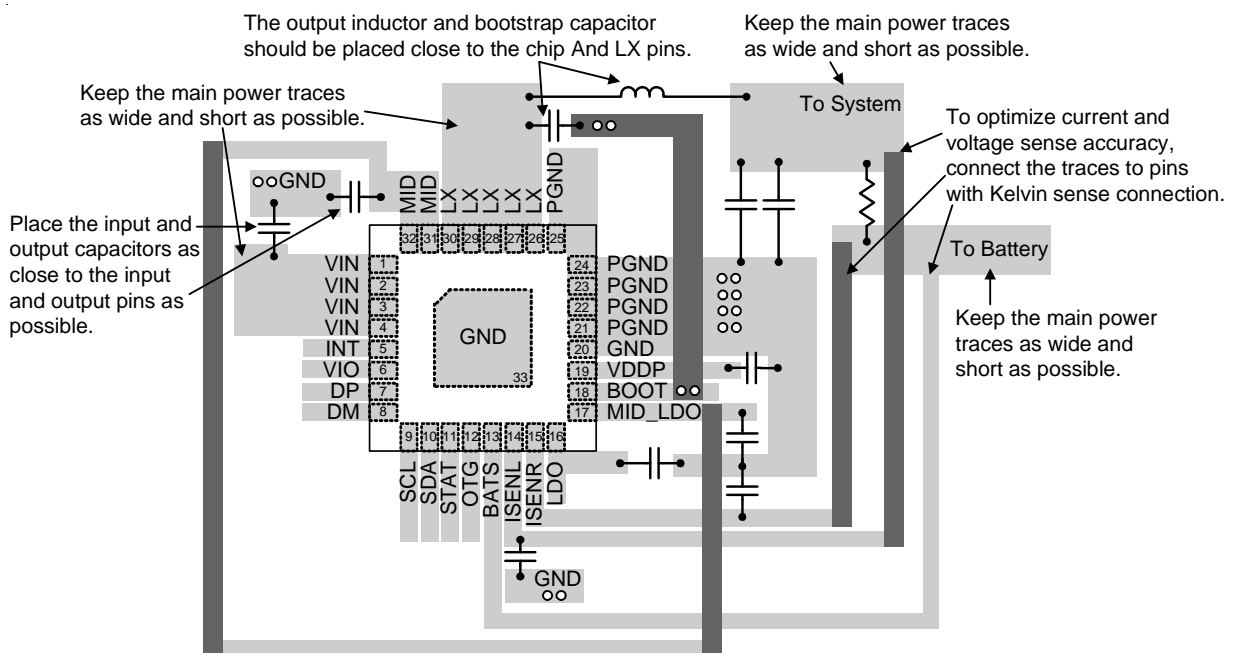 The output inductor and bootstrap capacitor
should be placed close to the chip And LX pins.
Keep the main power traces
as wide and short as possible.
Keep the main power traces
as wide and short as possible.
To System
To optimize current and
voltage sense accuracy,
connect the traces to pins
with Kelvin sense connection.
GND
Place the input and
output capacitors as
close to the input
and output pins as
possible.
MID
MID
LX
LX
LX
LX
LX
PGND
32
31
30
29
28
27
26
25
To Battery
Keep the main power
traces as wide and
short as possible.
VIN
1
VIN
2
VIN
3
VIN
4
INT
5
VIO
6
DP
7
DM
8
GND
33
24
PGND
23
PGND
22
PGND
21
PGND
20
GND
19
VDDP
18
BOOT
17
MID_LDO
9
10
11
12
13
14
15
16
SCL
SDA
STAT
OTG
BATS
ISENL
ISENR
LDO
GND